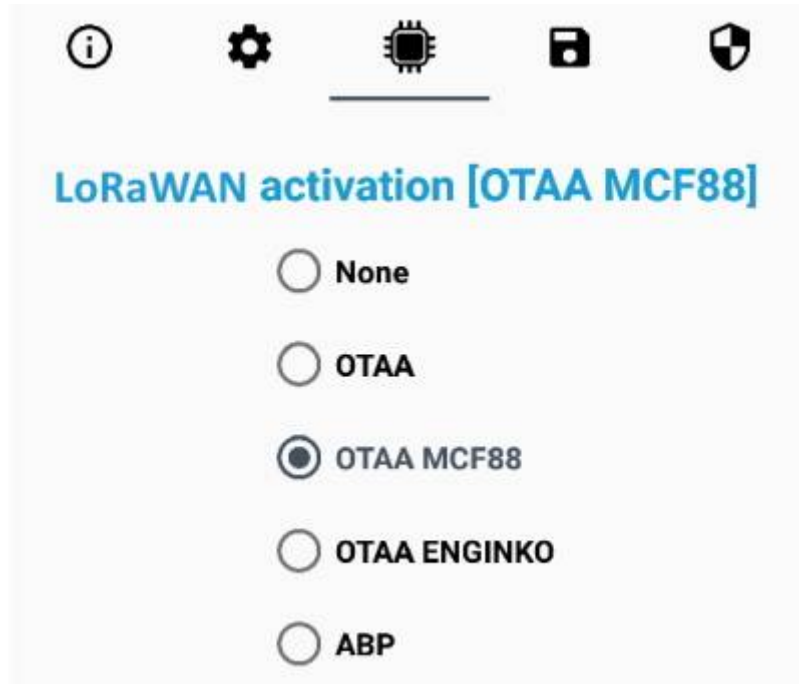 LoRaWAN activation [OTAA MCF88]
None
OTAA
OTAA MCF88
OTAA ENGINKO
ABP